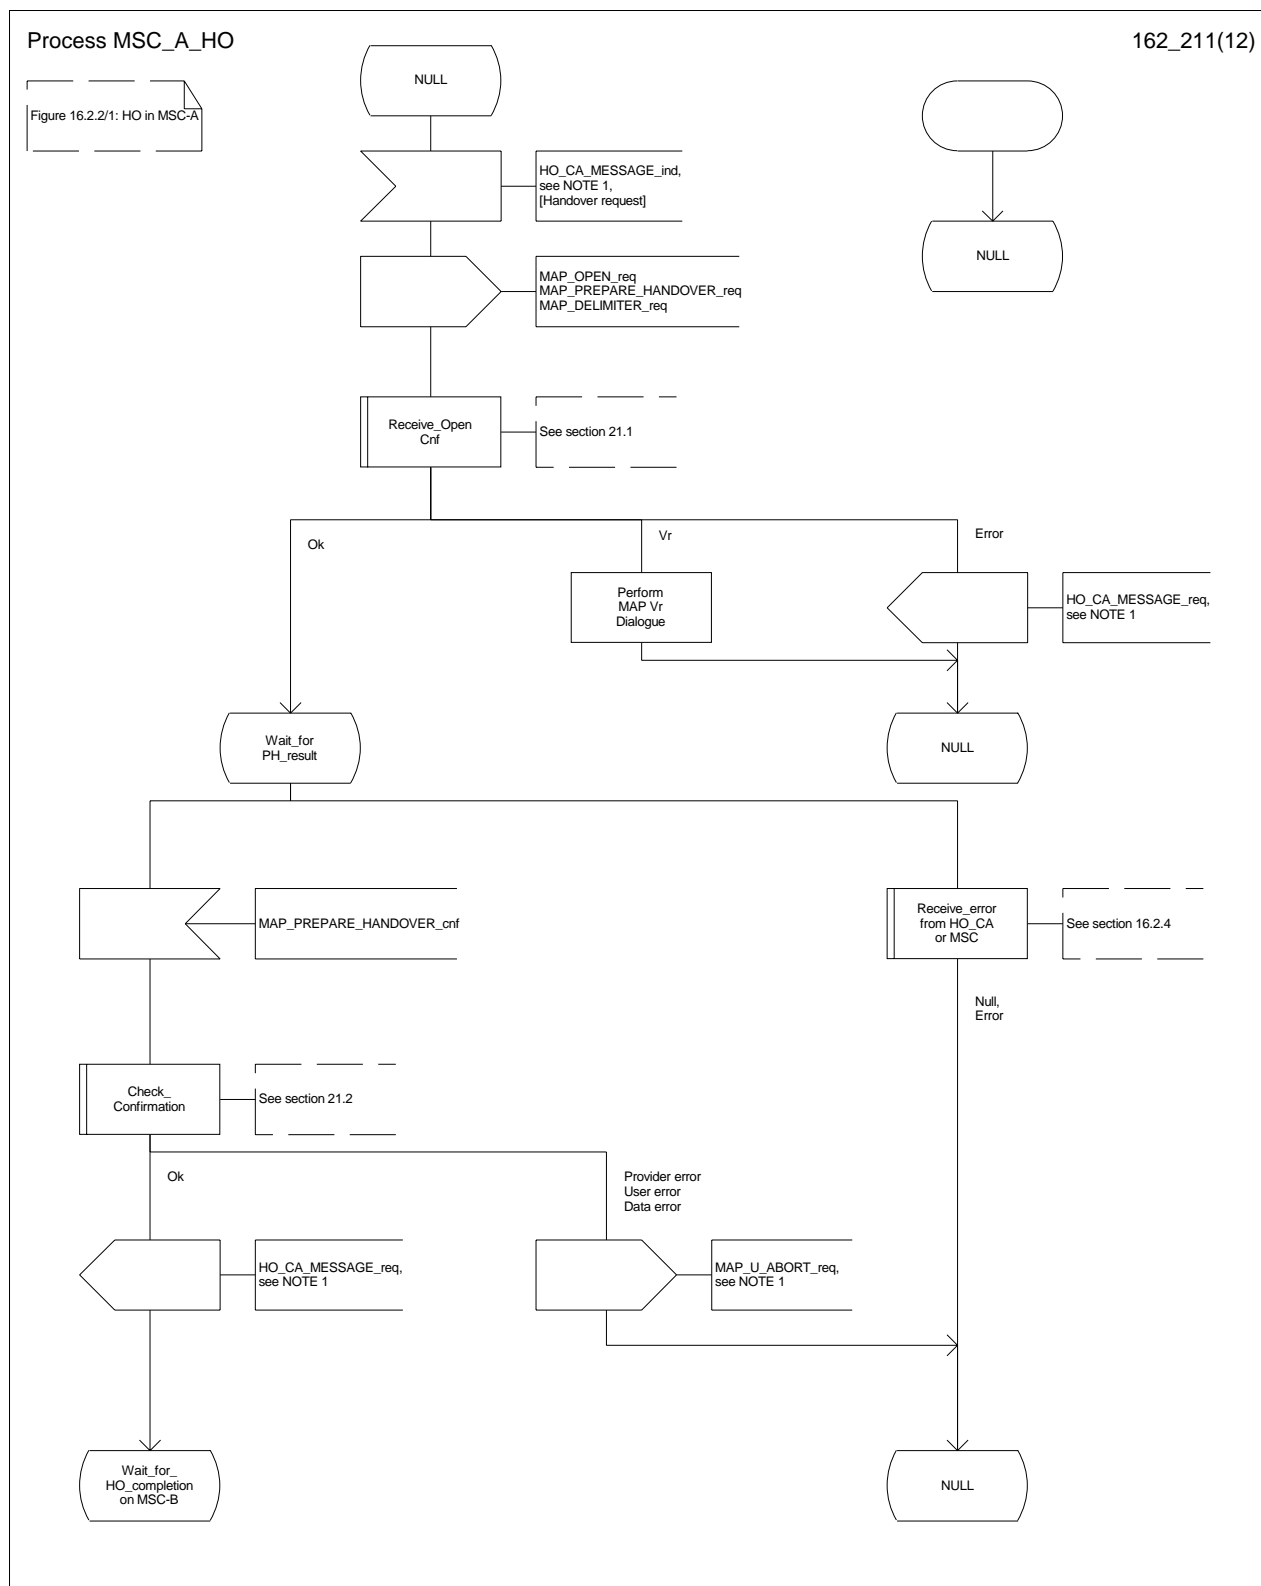 Process MSC_A_HO
162_211(12)
Figure 16.2.2/1: HO in MSC-A
NULL
HO_CA_MESSAGE_ind,
see NOTE 1,
[Handover request]
NULL
MAP_OPEN_req
MAP_PREPARE_HANDOVER_req
MAP_DELIMITER_req
Receive_Open
Cnf
See section 21.1
Ok
Vr
Error
Perform
MAP Vr
Dialogue
HO_CA_MESSAGE_req,
see NOTE 1
Wait_for
PH_result
NULL
MAP_PREPARE_HANDOVER_cnf
Receive_error
from HO_CA
or MSC
See section 16.2.4
Null,
Error
Check_
Confirmation
See section 21.2
Ok
Provider error
User error
Data error
HO_CA_MESSAGE_req,
see NOTE 1
MAP_U_ABORT_req,
see NOTE 1
Wait_for_
HO_completion
on MSC-B
NULL